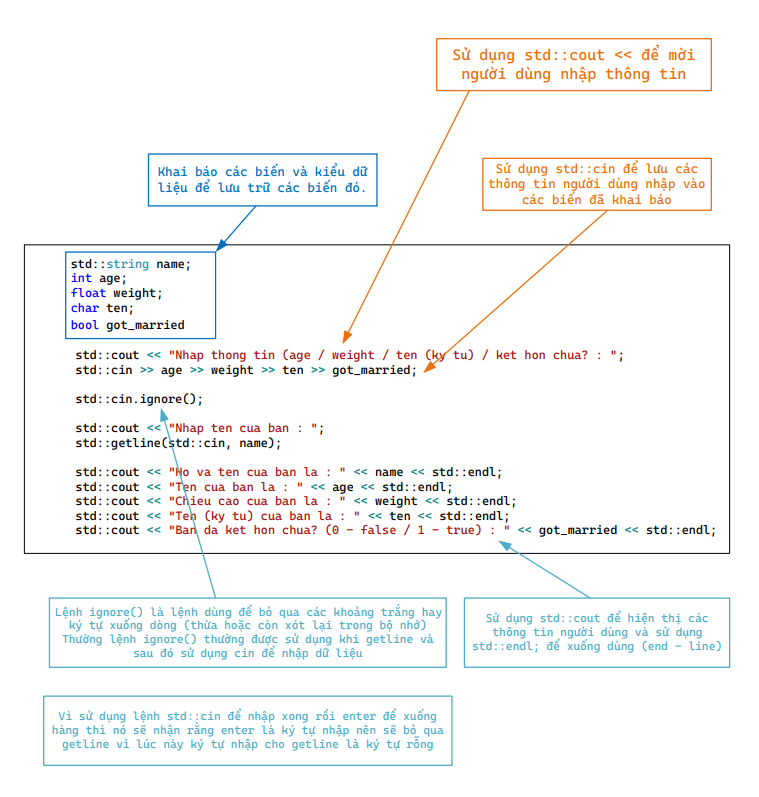 Sử dụng std::cout << để mời
người dùng nhập thông tin
Khai báo các biến và kiểu dữ
liệu để lưu trữ các biến đó.
Sử dụng std::cin để lưu các
thông tin người dùng nhập vào
các biến đã khai báo
std::string name;
int age;
float weight;
char ten;
bool got_married
std::cout << "Nhap thong tin (age / weight / ten (ky tu) / ket hon chua? : ";
std::cin >> age >> weight >> ten >> got_married;
std::cin.ignore();
std::cout << "Nhap ten cua ban : ";
std::getline(std::cin, name);
std::cout << "Ho va ten cua ban la : " << name << std::endl;
std::cout << "Ten cua ban la : " << age << std::endl;
std::cout << "Chieu cao cua ban la : " << weight << std::endl;
std::cout << "Ten (ky tu) cua ban la : " << ten << std::endl;
std::cout << "Ban da ket hon chua? (0 - false / 1 - true) : " << got_married << std::endl;
Lệnh ignore() là lệnh dùng để bỏ qua các khoảng trắng hay
ký tự xuống dòng (thừa hoặc còn xót lại trong bộ nhớ)
Thường lệnh ignore() thường được sử dụng khi getline và
sau đó sử dụng cin để nhập dữ liệu
Sử dụng std::cout để hiện thị các
thông tin người dùng và sử dụng
std::endl; để xuống dùng (end - line)
Vì sử dụng lệnh std::cin để nhập xong rồi enter để xuống
hàng thì nó sẽ nhận rằng enter là ký tự nhập nên sẽ bỏ qua
getline vì lúc này ký tự nhập cho getline là ký tự rỗng